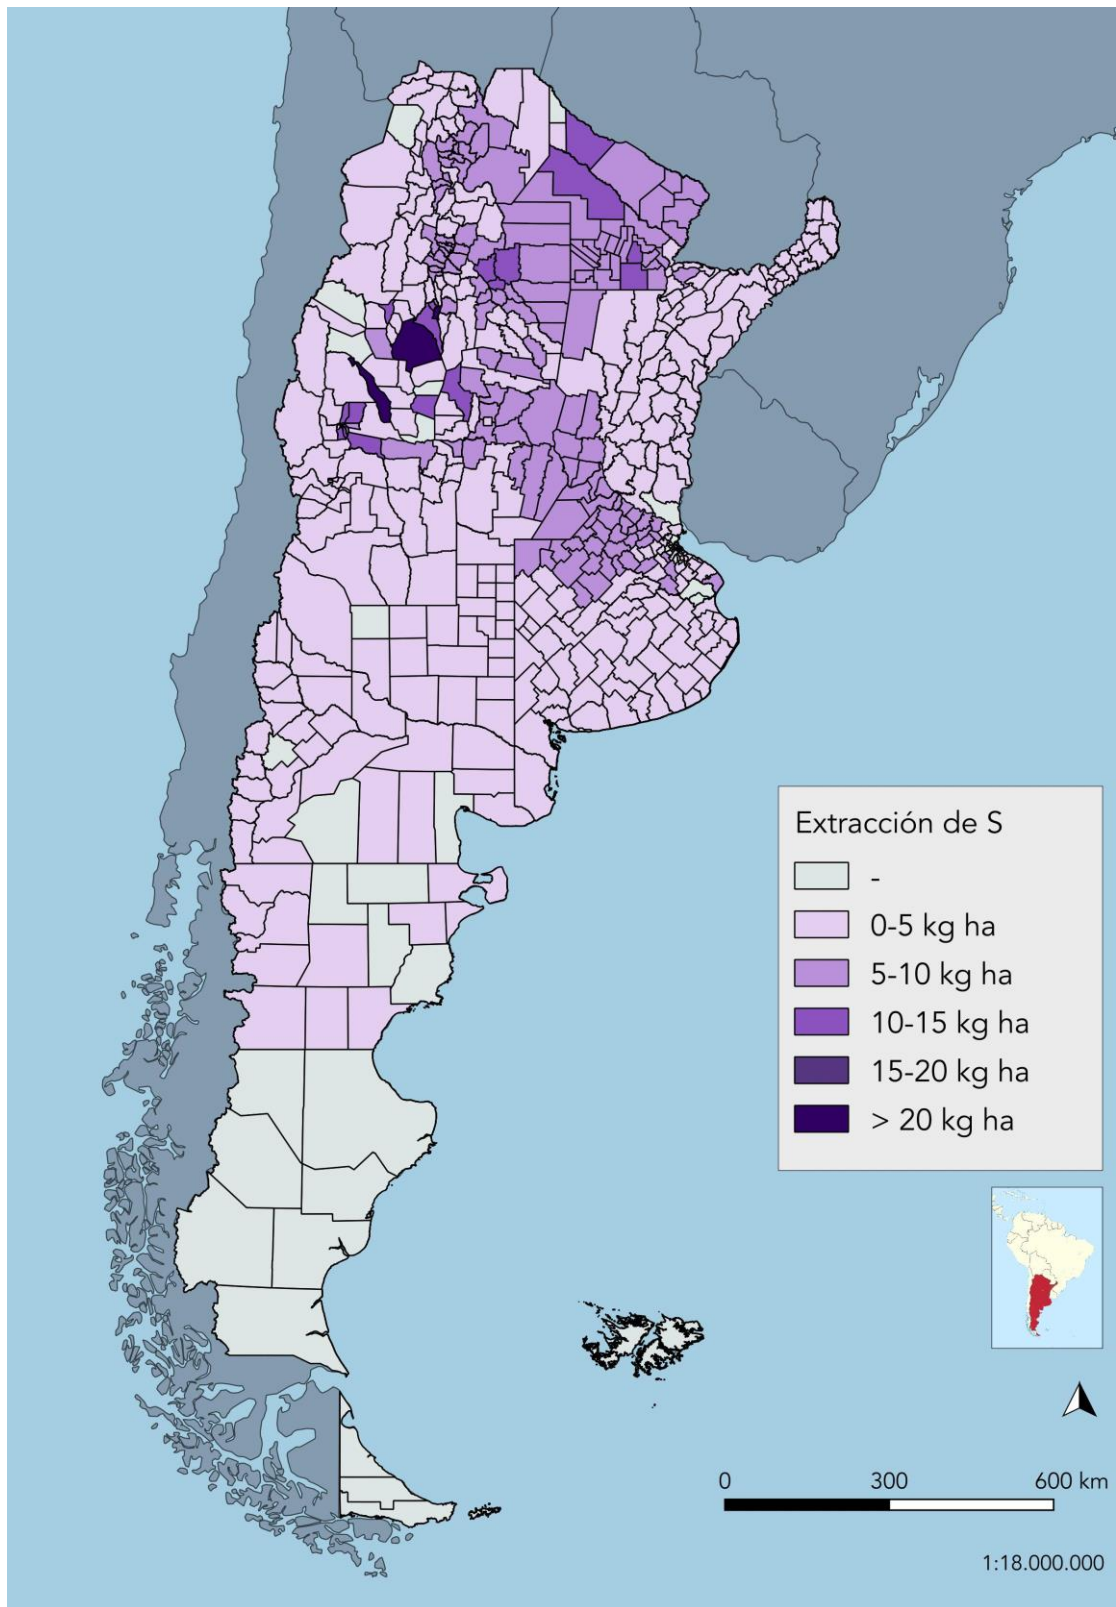 Extracción de S
-
0-5 kg ha
5-10 kg ha
10-15 kg ha
15-20 kg ha
> 20 kg ha
0 300 600 km
1:18.000.000